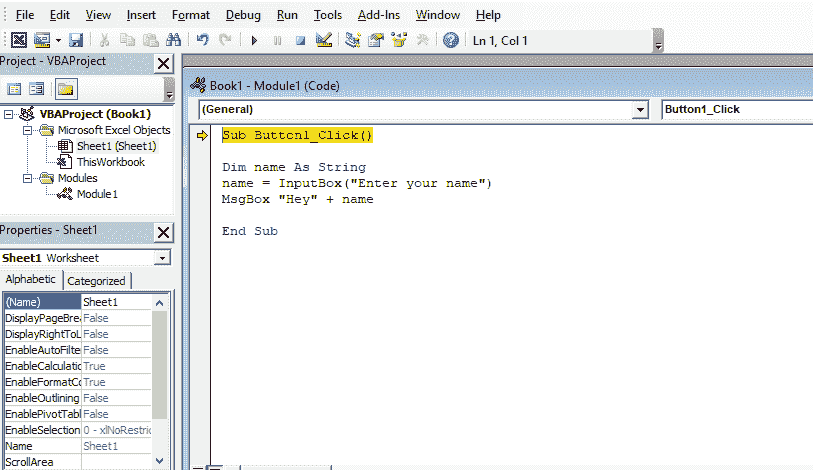 File Edit View Insert Format Debug Run Tools Add-Ins Window Help
Ln 1, Col 1
Project - VBAProject
VBAProject (Book1)
Microsoft Excel Objects
Sheet1 (Sheet1)
ThisWorkbook
Modules
Module1
Properties - Sheet1
Sheet1 Worksheet
Alphabetic Categorized
(Name) Sheet1
DisplayPageBrea False
DisplayRightToL False
EnableAutoFilte False
EnableCalculatio True
EnableFormatCo True
EnableOutlining False
EnablePivotTabl False
EnableSelection 0 - xlNoRestric
Name Sheet1
ScrollArea
Book1 - Module1 (Code)
(General) Button1_Click
Sub Button1_Click()
Dim name As String
name = InputBox("Enter your name")
MsgBox "Hey" + name
End Sub